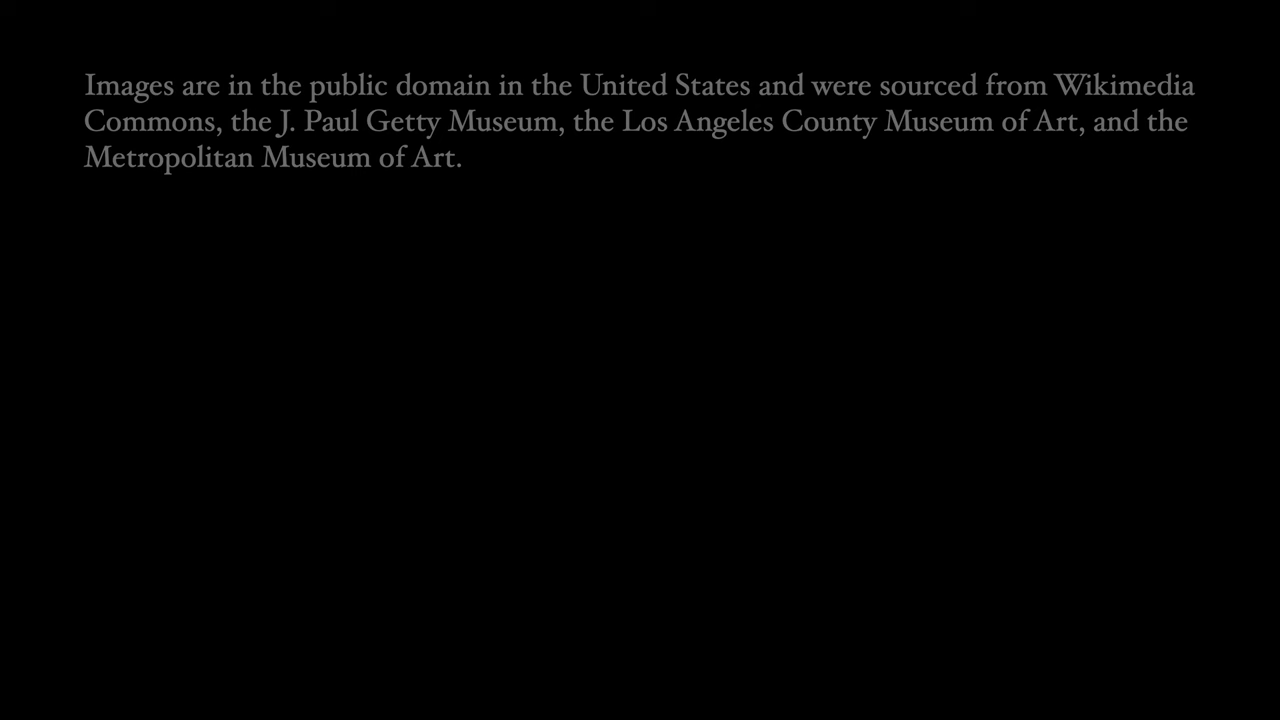 Images are in the public domain in the United States and were sourced from Wikimedia
Commons, the J. Paul Getty Museum, the Los Angeles County Museum of Art, and the
Metropolitan Museum of Art.